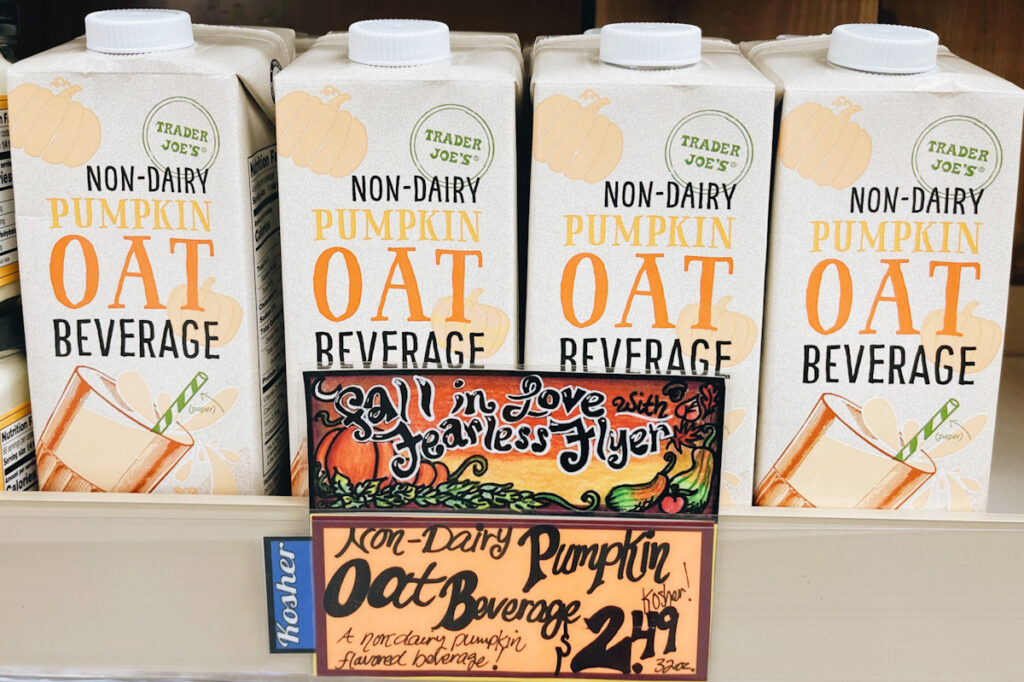 TRADER
JOE'S
NON-DAIRY
PUMPKIN
OAT
BEVERAGE
(paper)
TRADER
JOE'S
NON-DAIRY
PUMPKIN
OAT
BEVERAGE
TRADER
JOE'S
NON-DAIRY
PUMPKIN
OAT
BEVERAGE
TRADER
JOE'S
NON-DAIRY
PUMPKIN
OAT
BEVERAGE
(paper)
Fall in Love With
Fearless Flyer
Kosher
Non-Dairy Pumpkin
Oat Beverage
Kosher!
$2.49
32oz.
A non dairy pumpkin
flavored beverage!